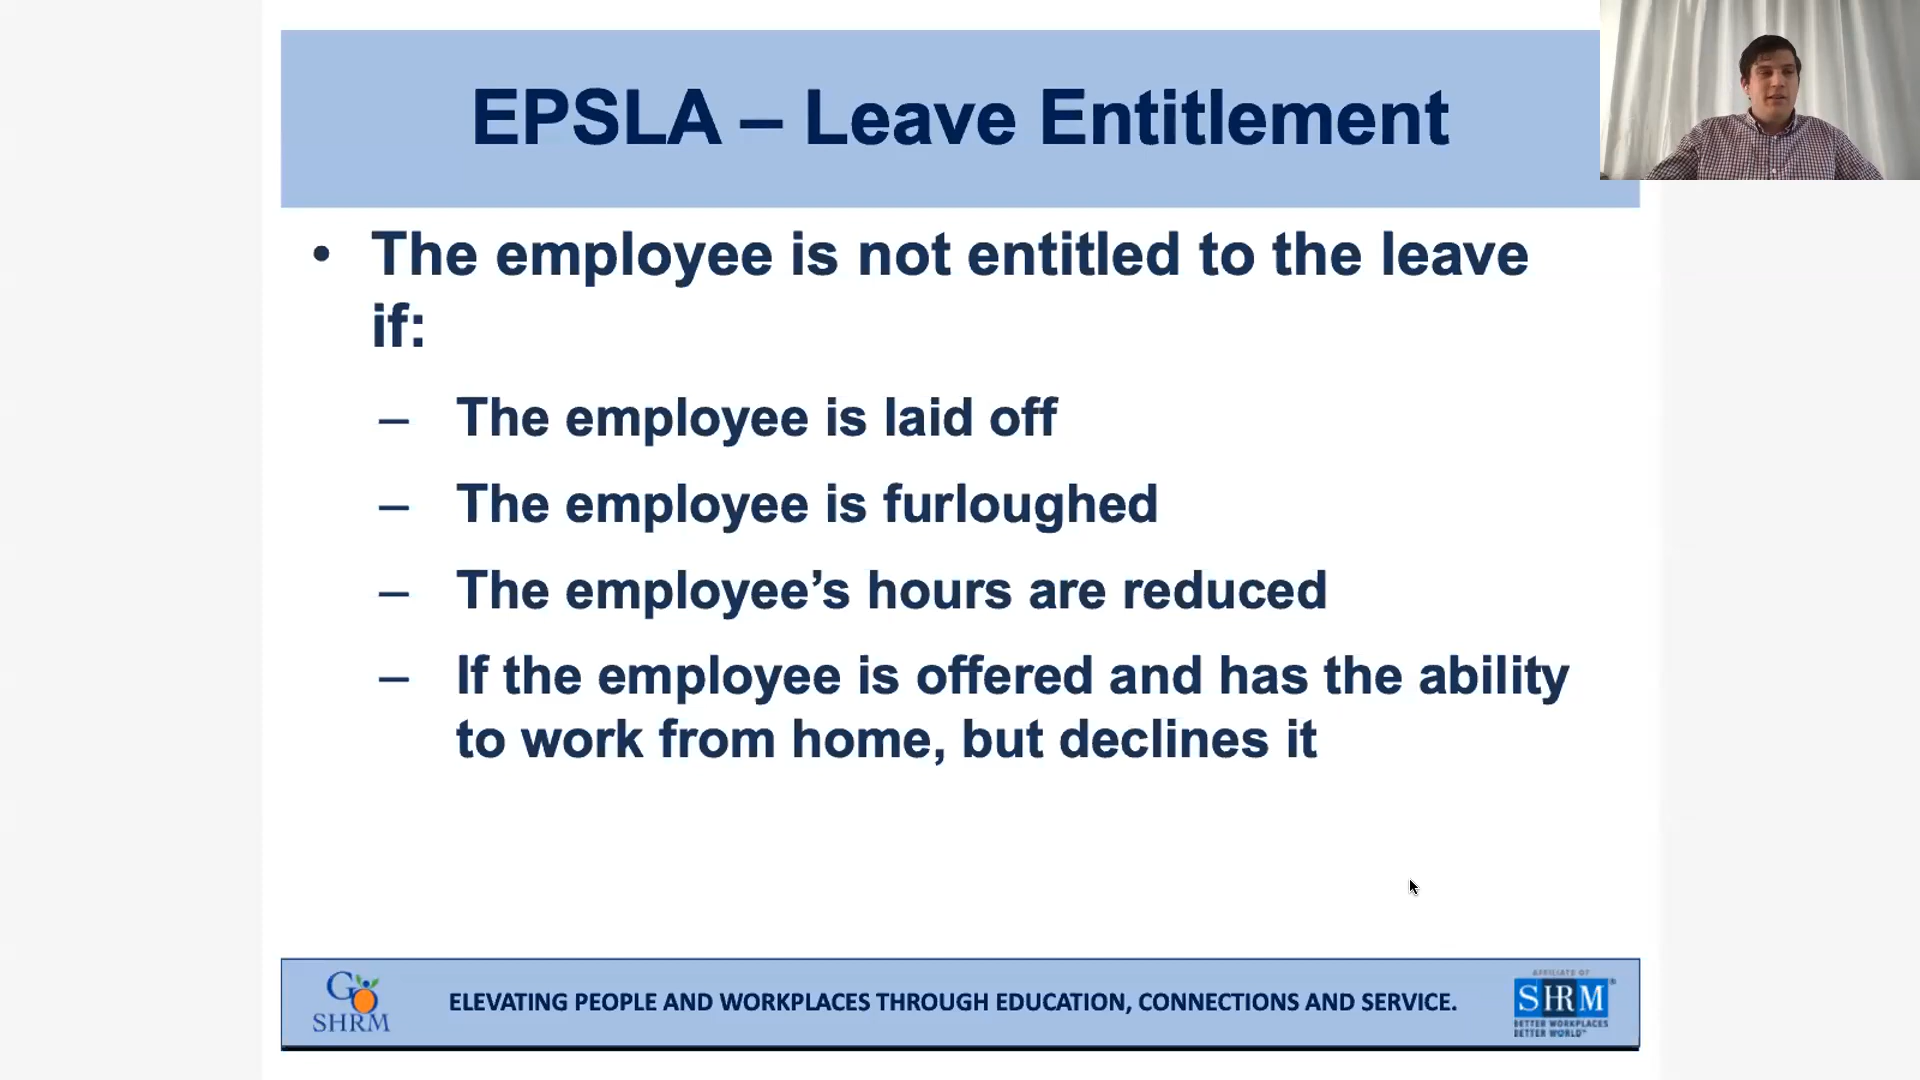 EPSLA – Leave Entitlement
• The employee is not entitled to the leave
if:
– The employee is laid off
– The employee is furloughed
– The employee’s hours are reduced
– If the employee is offered and has the ability
to work from home, but declines it
GO
SHRM
ELEVATING PEOPLE AND WORKPLACES THROUGH EDUCATION, CONNECTIONS AND SERVICE.
AFFILIATE OF
SHRM®
BETTER WORKPLACES
BETTER WORLD™